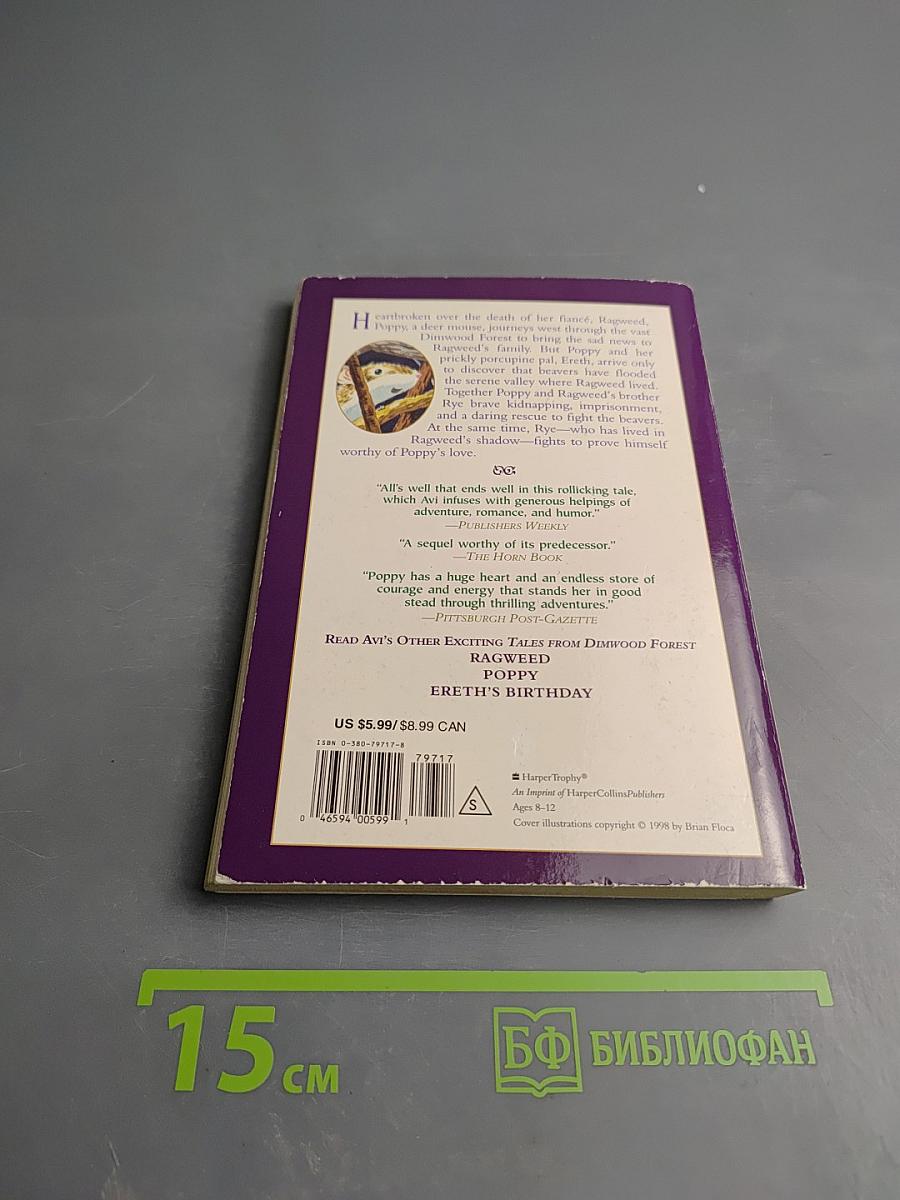 Heartbroken over the death of her fiancé, Ragweed,
Poppy, a deer mouse, journeys west through the vast
Dimwood Forest to bring the sad news to
Ragweed's family. But Poppy and her
prickly porcupine pal, Ereth, arrive only
to discover that beavers have flooded
the serene valley where Ragweed lived.
Together Poppy and Ragweed's brother
Rye brave kidnapping, imprisonment,
and a daring rescue to fight the beavers.
At the same time, Rye—who has lived in
Ragweed's shadow—fights to prove himself
worthy of Poppy's love.
"All's well that ends well in this rollicking tale,
which Avi infuses with generous helpings of
adventure, romance, and humor."
—PUBLISHERS WEEKLY
"A sequel worthy of its predecessor."
—THE HORN BOOK
"Poppy has a huge heart and an endless store of
courage and energy that stands her in good
stead through thrilling adventures."
—PITTSBURGH POST-GAZETTE
READ AVI'S OTHER EXCITING TALES FROM DIMWOOD FOREST
RAGWEED
POPPY
ERETH'S BIRTHDAY
US $5.99/ $8.99 CAN
ISBN 0-380-79717-8
79717
0 46594 00599 1
S
HarperTrophy®
An Imprint of HarperCollinsPublishers
Ages 8–12
Cover illustrations copyright © 1998 by Brian Floca
15 см
БФ БИБЛИОФАН